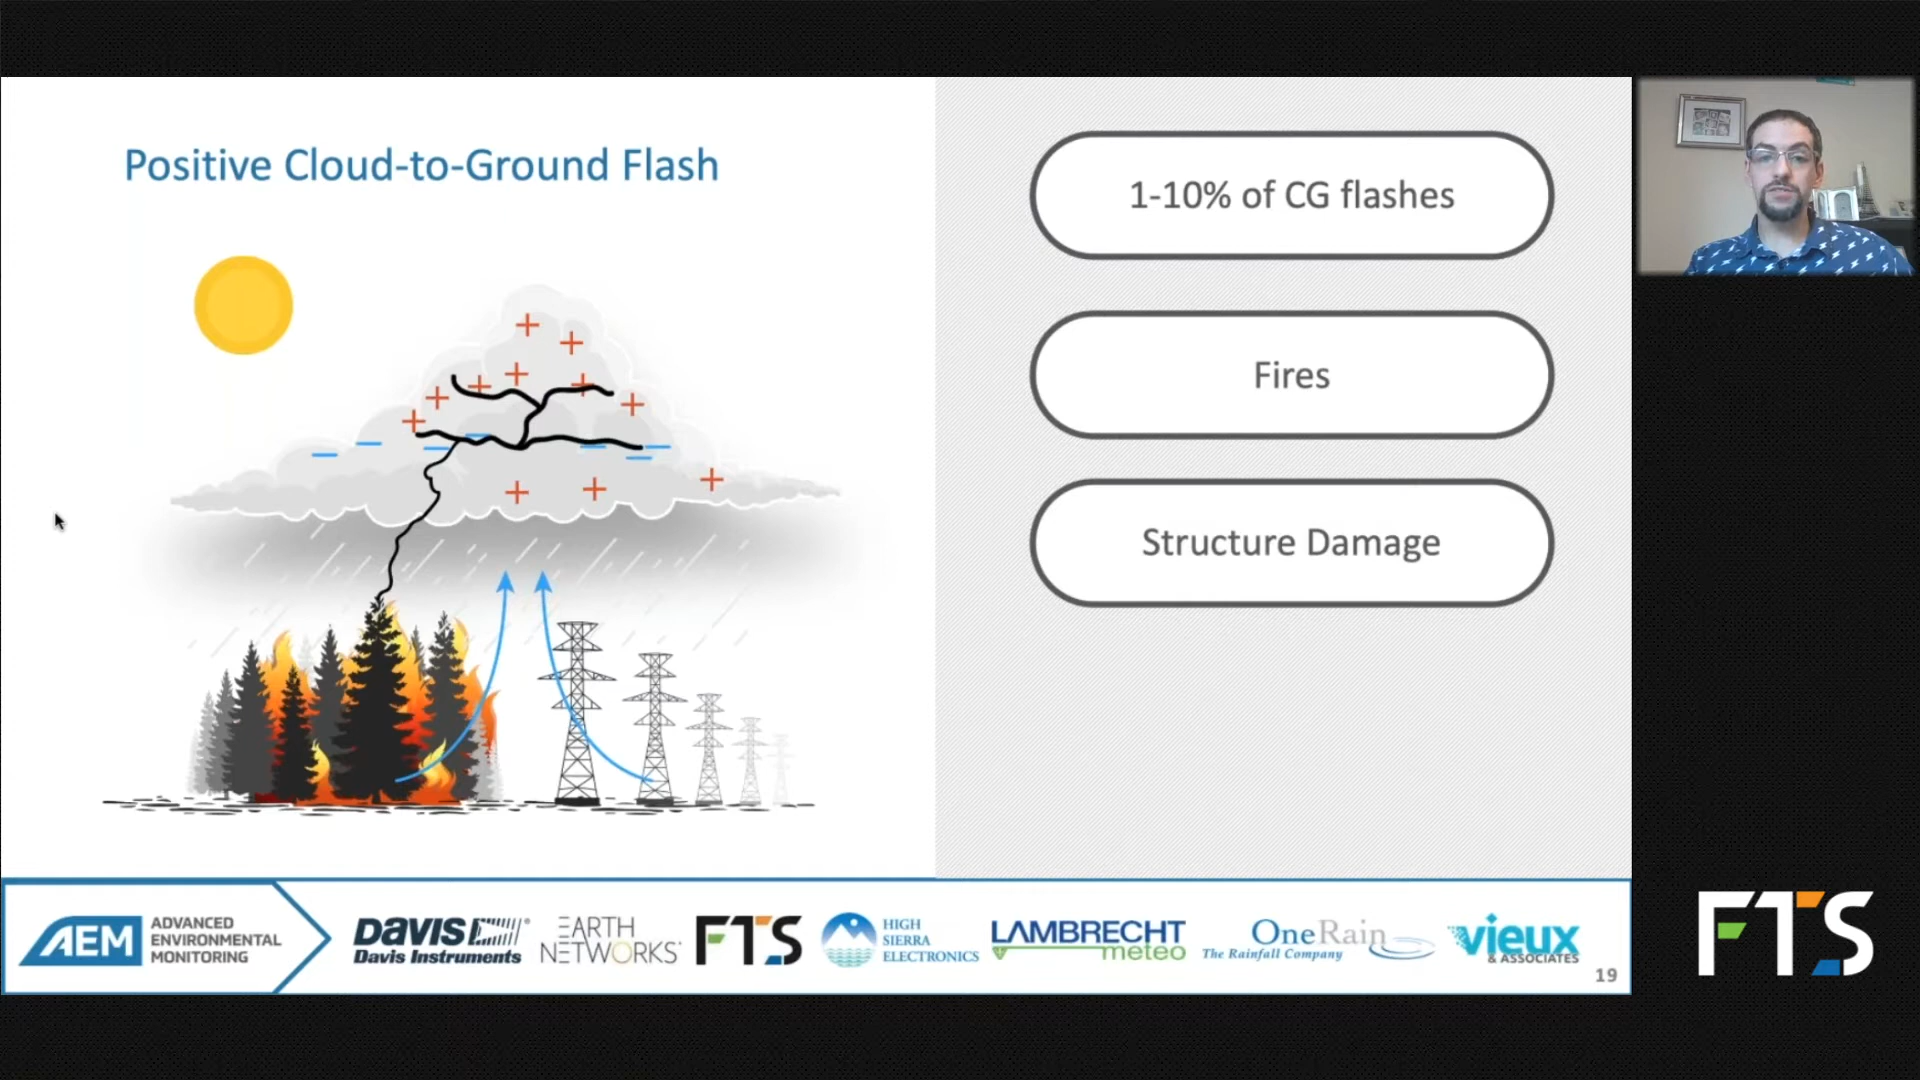 Positive Cloud-to-Ground Flash
1-10% of CG flashes
Fires
Structure Damage
AEM
ADVANCED
ENVIRONMENTAL
MONITORING
DAVIS
Davis Instruments
EARTH
NETWORKS
FTS
HIGH
SIERRA
ELECTRONICS
LAMBRECHT
meteo
OneRain
The Rainfall Company
vieux
& ASSOCIATES
19
FTS